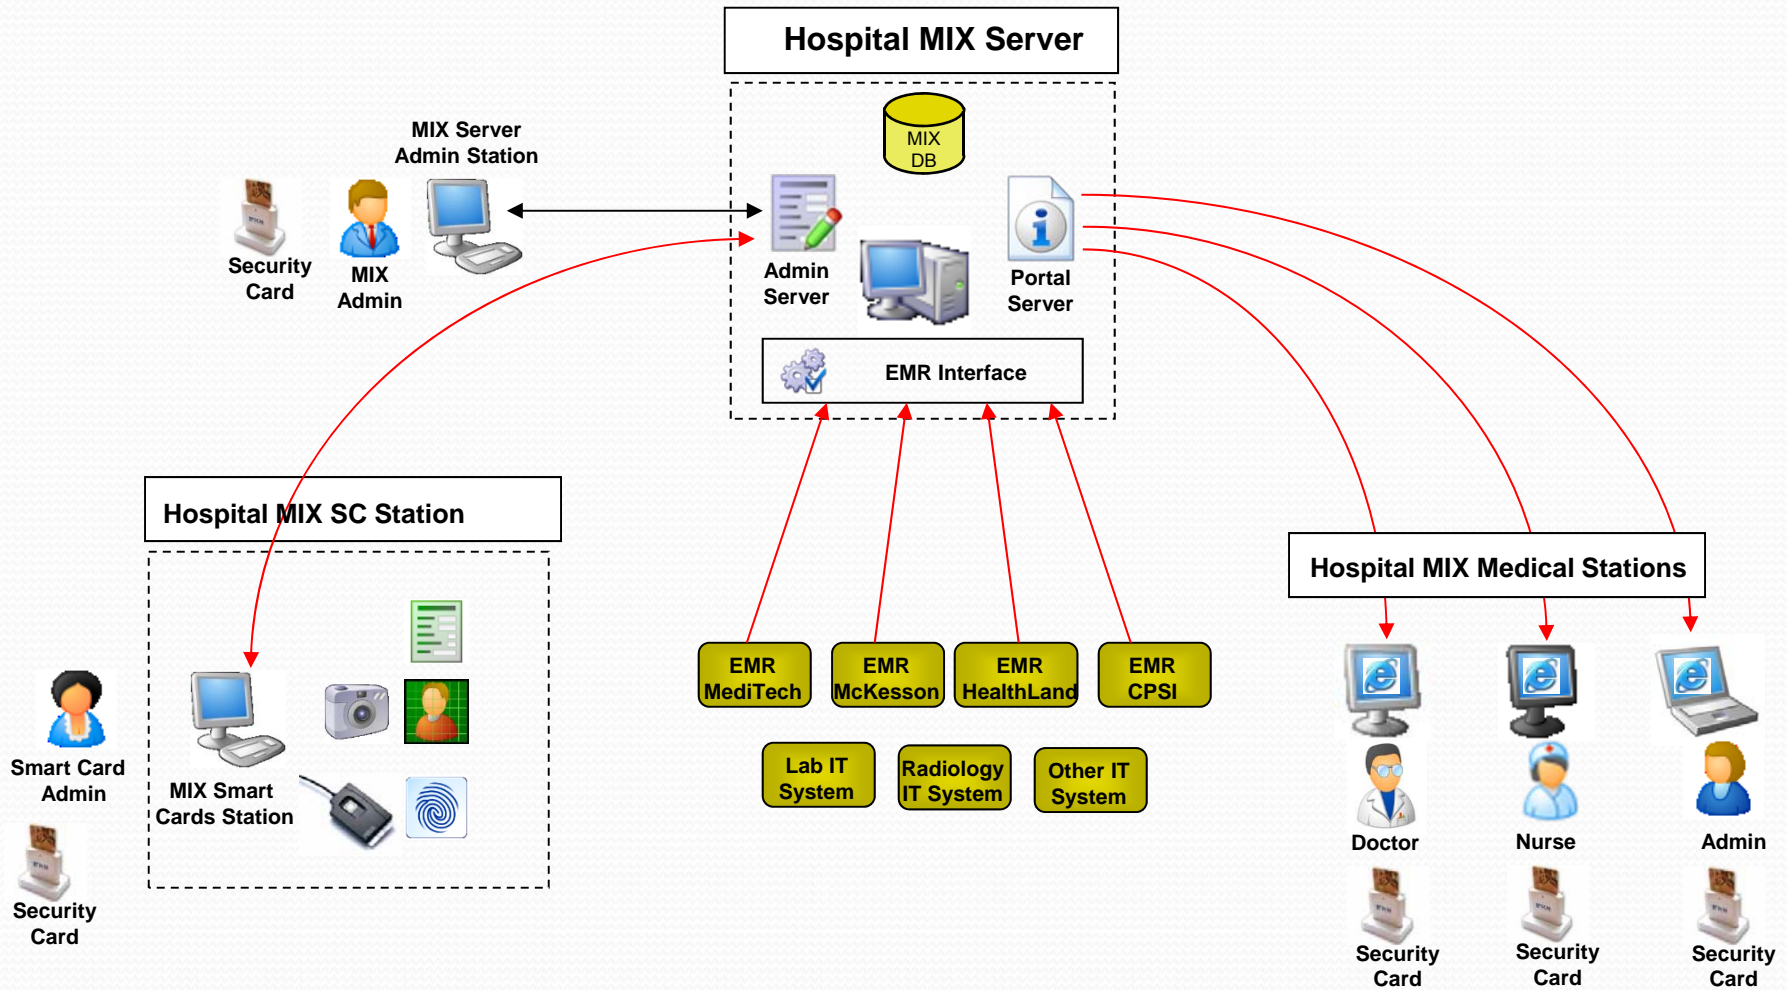 Hospital MIX Server
MIX
DB
MIX Server
Admin Station
Security
Card
MIX
Admin
Admin
Server
Portal
Server
EMR Interface
Hospital MIX SC Station
Smart Card
Admin
Security
Card
MIX Smart
Cards Station
EMR
MediTech
EMR
McKesson
EMR
HealthLand
EMR
CPSI
Lab IT
System
Radiology
IT System
Other IT
System
Hospital MIX Medical Stations
Doctor
Nurse
Admin
Security
Card
Security
Card
Security
Card